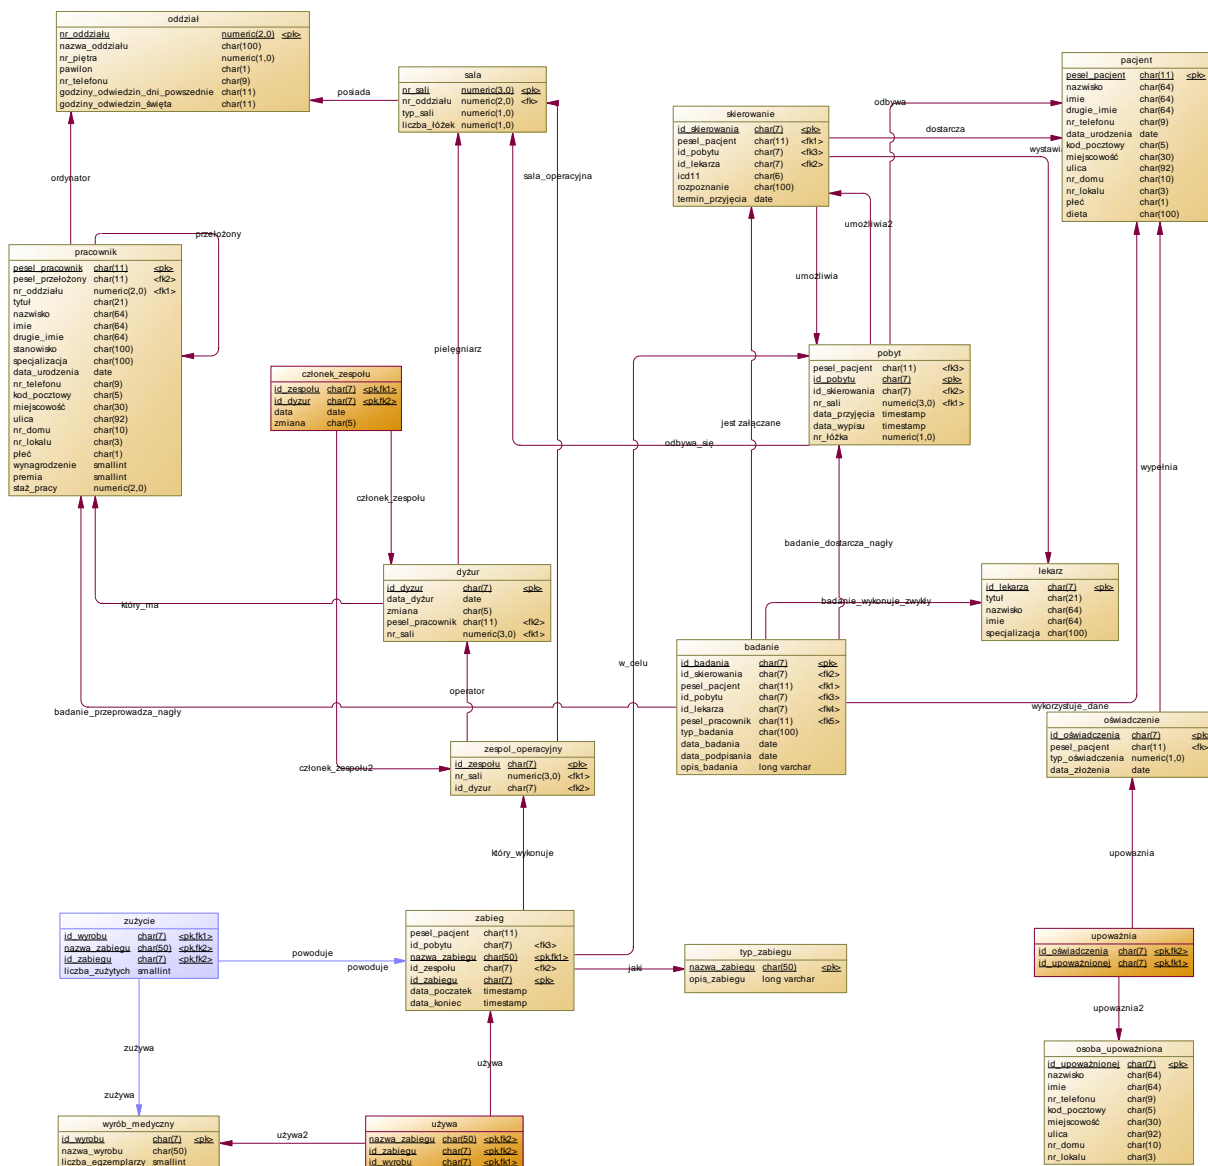 oddział
nr_oddziału numeric(2,0) <pk>
nazwa_oddziału char(100)
nr_piętra numeric(1,0)
pawilon char(1)
nr_telefonu char(9)
godziny_odwiedzin_dni_powszednie char(11)
godziny_odwiedzin_święta char(11)
posiada
sala
nr_sali numeric(3,0) <pk>
nr_oddziału numeric(2,0) <fk>
typ_sali numeric(1,0)
liczba_łóżek numeric(1,0)
skierowanie
id_skierowania char(7) <pk>
pesel_pacjent char(11) <fk1>
id_pobytu char(7) <fk3>
id_lekarza char(7) <fk2>
icd11 char(6)
rozpoznanie char(100)
termin_przyjęcia date
odbywa
dostarcza
wystawi
pacjent
pesel_pacjent char(11) <pk>
nazwisko char(64)
imie char(64)
drugie_imie char(64)
nr_telefonu char(9)
data_urodzenia date
kod_pocztowy char(5)
miejscowość char(30)
ulica char(92)
nr_domu char(10)
nr_lokalu char(3)
płeć char(1)
dieta char(100)
ordynator
sala_operacyjna
przełożony
umożliwia2
umożliwia
pracownik
pesel_pracownik char(11) <pk>
pesel_przełożony char(11) <fk2>
nr_oddziału numeric(2,0) <fk1>
tytuł char(21)
nazwisko char(64)
imie char(64)
drugie_imie char(64)
stanowisko char(100)
specjalizacja char(100)
data_urodzenia date
nr_telefonu char(9)
kod_pocztowy char(5)
miejscowość char(30)
ulica char(92)
nr_domu char(10)
nr_lokalu char(3)
płeć char(1)
wynagrodzenie smallint
premia smallint
staż_pracy numeric(2,0)
pielęgniarz
członek_zespołu
id_zespołu char(7) <pk,fk1>
id_dyzur char(7) <pk,fk2>
data date
zmiana char(5)
pobyt
pesel_pacjent char(11) <fk3>
id_pobytu char(7) <pk>
id_skierowania char(7) <fk2>
nr_sali numeric(3,0) <fk1>
data_przyjęcia timestamp
data_wypisu timestamp
nr_łóżka numeric(1,0)
jest załączane
odbywa_się
wypełnia
członek_zespołu
badanie_dostarcza_nagły
dyżur
id_dyzur char(7) <pk>
data_dyżur date
zmiana char(5)
pesel_pracownik char(11) <fk2>
nr_sali numeric(3,0) <fk1>
lekarz
id_lekarza char(7) <pk>
tytuł char(21)
nazwisko char(64)
imie char(64)
specjalizacja char(100)
który_ma
badanie_wykonuje_zwykły
badanie
id_badania char(7) <pk>
id_skierowania char(7) <fk2>
pesel_pacjent char(11) <fk1>
id_pobytu char(7) <fk3>
id_lekarza char(7) <fk4>
pesel_pracownik char(11) <fk5>
typ_badania char(100)
data_badania date
data_podpisania date
opis_badania long varchar
w_celu
operator
badanie_przeprowadza_nagły
wykorzystuje_dane
oświadczenie
id_oświadczenia char(7) <pk>
pesel_pacjent char(11) <fk>
typ_oświadczenia numeric(1,0)
data_złożenia date
zespol_operacyjny
id_zespołu char(7) <pk>
nr_sali numeric(3,0) <fk1>
id_dyzur char(7) <fk2>
członek_zespołu2
który_wykonuje
upoważnia
zużycie
id_wyrobu char(7) <pk,fk1>
nazwa_zabiegu char(50) <pk,fk2>
id_zabiegu char(7) <pk,fk2>
liczba_zużytych smallint
powoduje
powoduje
zabieg
pesel_pacjent char(11)
id_pobytu char(7) <fk3>
nazwa_zabiegu char(50) <pk,fk1>
id_zespołu char(7) <fk2>
id_zabiegu char(7) <pk>
data_poczatek timestamp
data_koniec timestamp
jaki
typ_zabiegu
nazwa_zabiegu char(50) <pk>
opis_zabiegu long varchar
upoważnia
id_oświadczenia char(7) <pk,fk2>
id_upoważnionej char(7) <pk,fk1>
upowaznia2
osoba_upoważniona
id_upoważnionej char(7) <pk>
nazwisko char(64)
imie char(64)
nr_telefonu char(9)
kod_pocztowy char(5)
miejscowość char(30)
ulica char(92)
nr_domu char(10)
nr_lokalu char(3)
zużywa
zużywa
używa
wyrób_medyczny
id_wyrobu char(7) <pk>
nazwa_wyrobu char(50)
liczba_egzemplarzy smallint
używa2
używa
nazwa_zabiegu char(50) <pk,fk2>
id_zabiegu char(7) <pk,fk2>
id_wyrobu char(7) <pk,fk1>